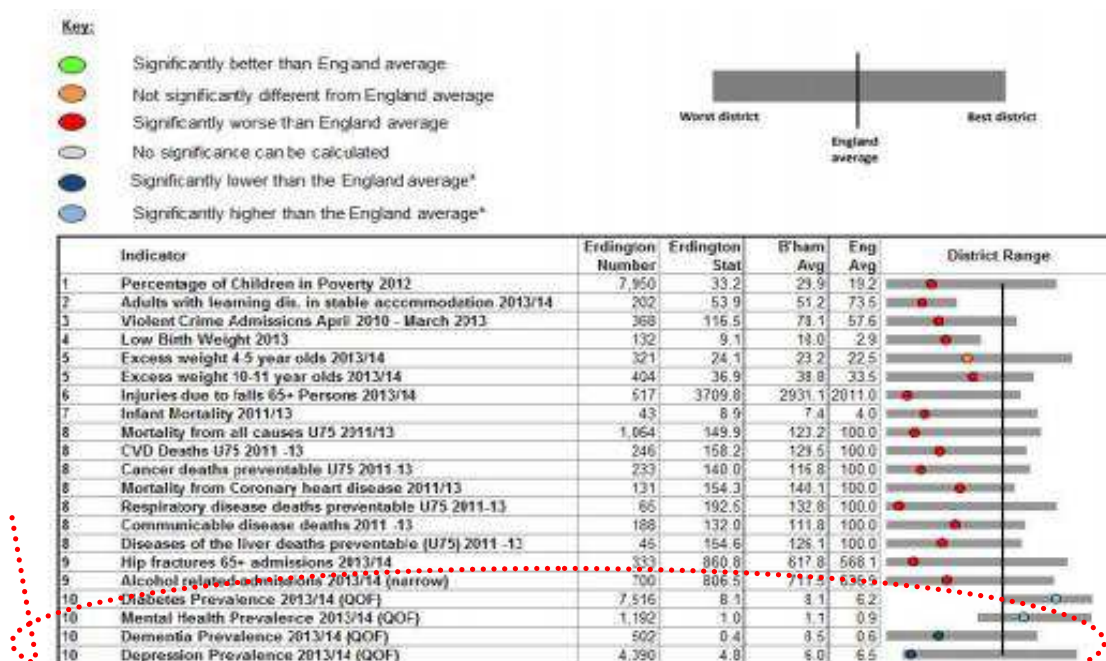 Key:
Significantly better than England average
Not significantly different from England average
Significantly worse than England average
No significance can be calculated
Significantly lower than the England average*
Significantly higher than the England average*
Worst district
Best district
England
average
Indicator Erdington Number Erdington Stat B'ham Avg Eng Avg District Range
1 Percentage of Children in Poverty 2012 7,950 33.2 29.9 19.2
2 Adults with learning dis. in stable accommodation 2013/14 202 53.9 51.2 73.5
3 Violent Crime Admissions April 2010 - March 2013 368 116.5 78.1 57.6
4 Low Birth Weight 2013 132 9.1 10.0 2.9
5 Excess weight 4-5 year olds 2013/14 321 24.1 23.2 22.5
5 Excess weight 10-11 year olds 2013/14 404 36.9 38.8 33.5
6 Injuries due to falls 65+ Persons 2013/14 617 3709.8 2931.1 2011.0
7 Infant Mortality 2011/13 43 8.9 7.4 4.0
8 Mortality from all causes U75 2011/13 1,064 149.9 123.2 100.0
8 CVD Deaths U75 2011 -13 246 158.2 129.5 100.0
8 Cancer deaths preventable U75 2011-13 233 140.0 116.8 100.0
8 Mortality from Coronary heart disease 2011/13 131 154.3 140.1 100.0
8 Respiratory disease deaths preventable U75 2011-13 65 192.5 132.8 100.0
8 Communicable disease deaths 2011 -13 188 132.0 111.8 100.0
8 Diseases of the liver deaths preventable (U75) 2011 -13 45 154.6 126.1 100.0
9 Hip fractures 65+ admissions 2013/14 333 860.8 617.8 568.1
9 Alcohol related admissions 2013/14 (narrow) 700 806.5
10 Diabetes Prevalence 2013/14 (QOF) 7,516 8.1 8.1 6.2
10 Mental Health Prevalence 2013/14 (QOF) 1,192 1.0 1.1 0.9
10 Dementia Prevalence 2013/14 (QOF) 502 0.4 0.5 0.6
10 Depression Prevalence 2013/14 (QOF) 4,390 4.8 6.0 6.5